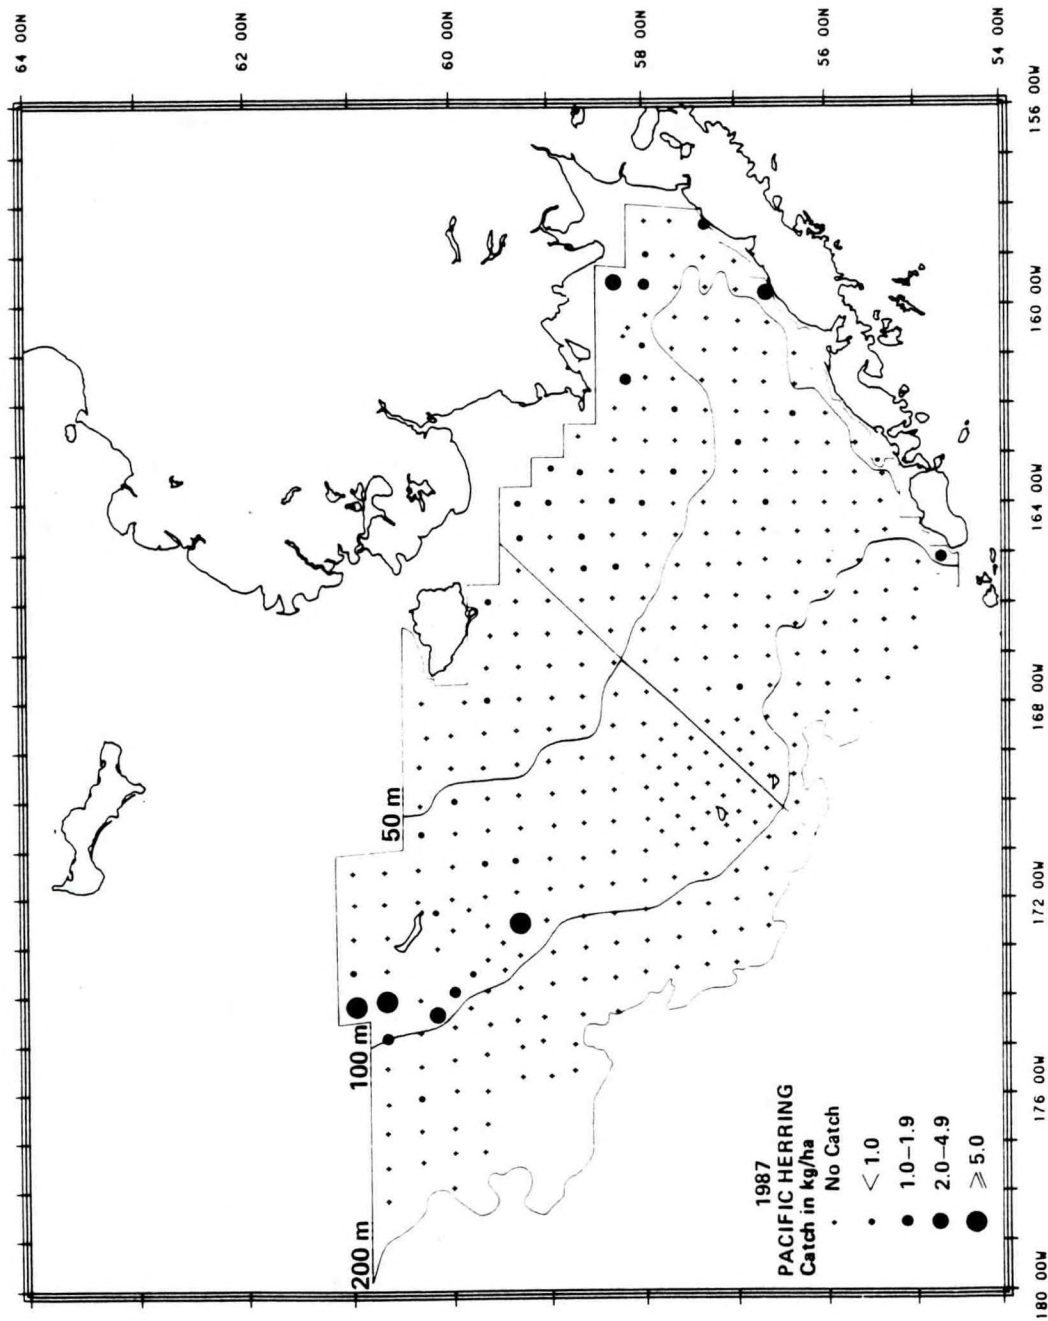 64 00N
62 00N
60 00N
58 00N
56 00N
54 00N
156 00W
160 00W
164 00W
168 00W
172 00W
176 00W
180 00W
50 m
100 m
200 m
1987
PACIFIC HERRING
Catch in kg/ha
No Catch
< 1.0
1.0–1.9
2.0–4.9
⩾ 5.0